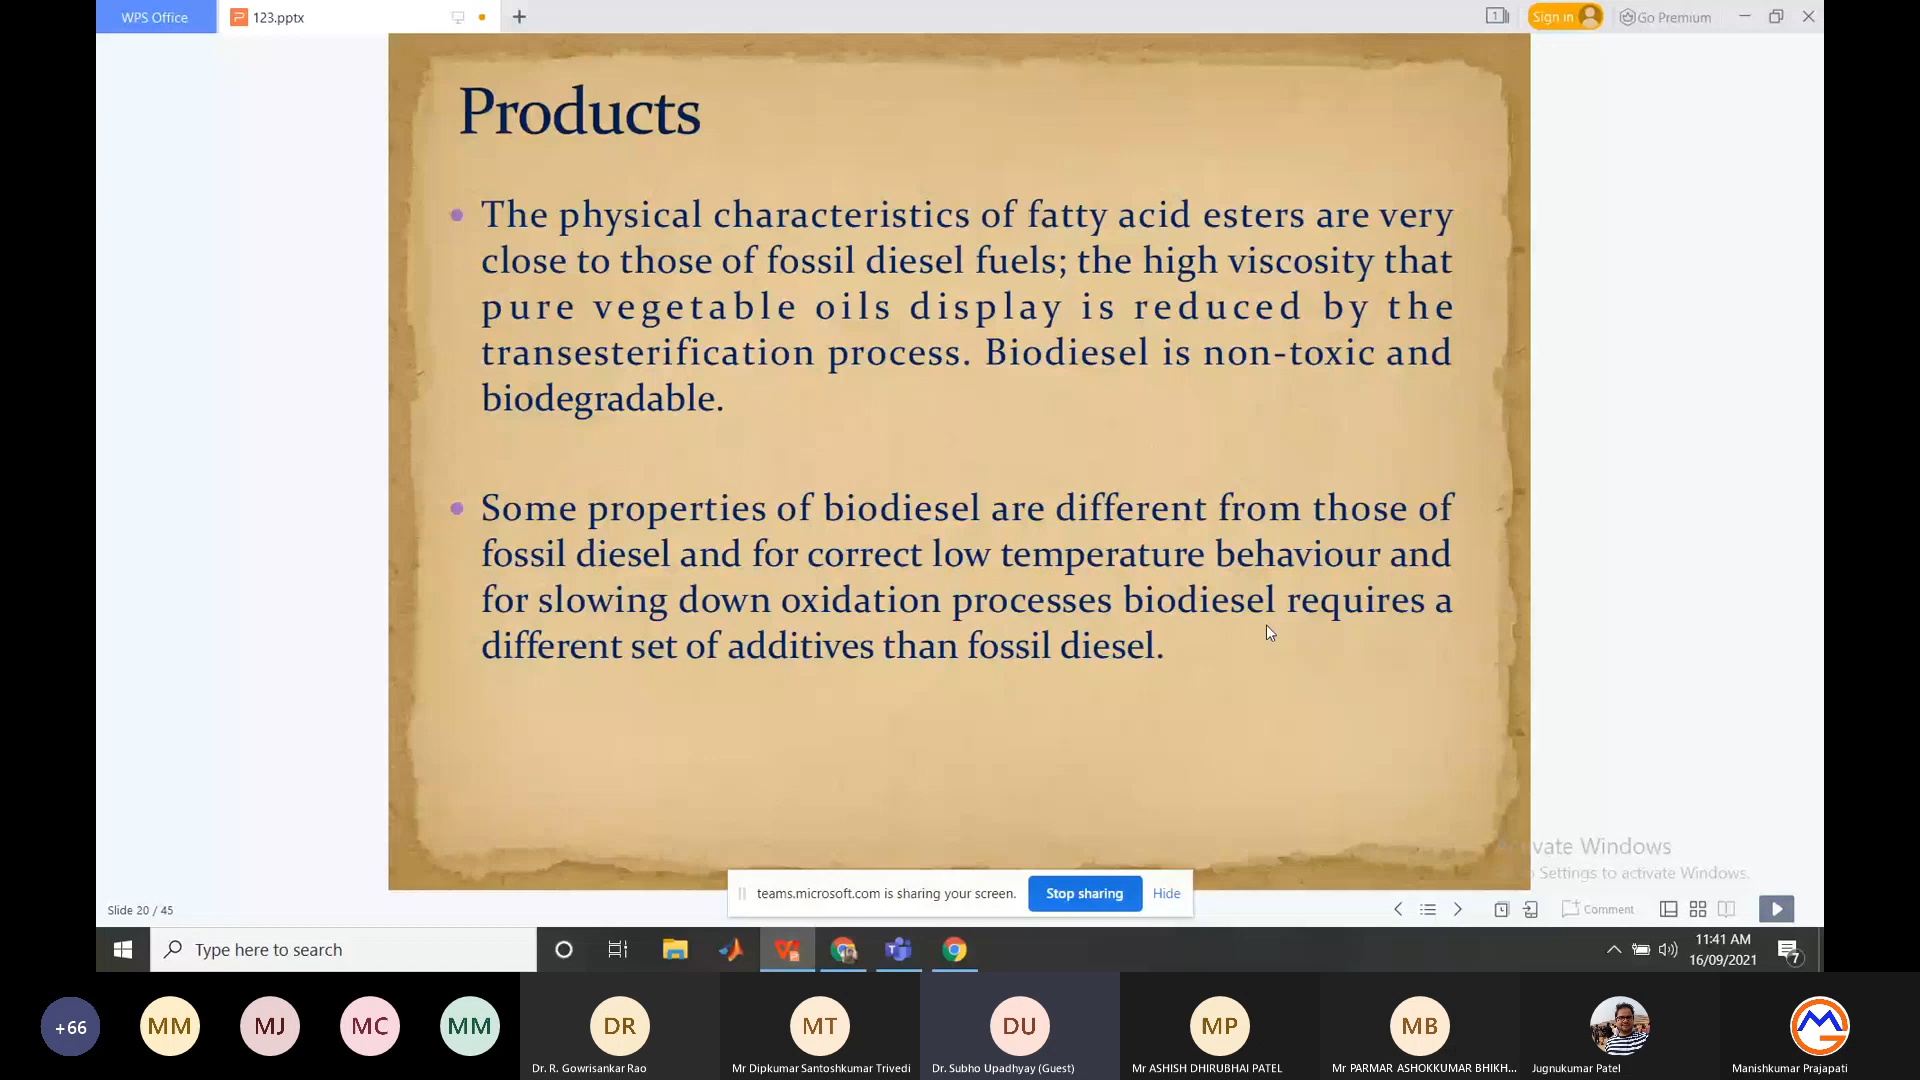 WPS Office
123.pptx
1
Sign in
Go Premium
Products
The physical characteristics of fatty acid esters are very
close to those of fossil diesel fuels; the high viscosity that
pure vegetable oils display is reduced by the
transesterification process. Biodiesel is non-toxic and
biodegradable.
Some properties of biodiesel are different from those of
fossil diesel and for correct low temperature behaviour and
for slowing down oxidation processes biodiesel requires a
different set of additives than fossil diesel.
Windows
Settings to activate Windows.
teams.microsoft.com is sharing your screen.
Stop sharing
Hide
Slide 20 / 45
Comment
Type here to search
11:41 AM
16/09/2021
7
+66
MM
MJ
MC
MM
DR
MT
DU
MP
MB
Dr. R. Gowrisankar Rao
Mr Dipkumar Santoshkumar Trivedi
Dr. Subho Upadhyay (Guest)
Mr ASHISH DHIRUBHAI PATEL
Mr PARMAR ASHOKKUMAR BHIKH...
Jugnukumar Patel
Manishkumar Prajapati